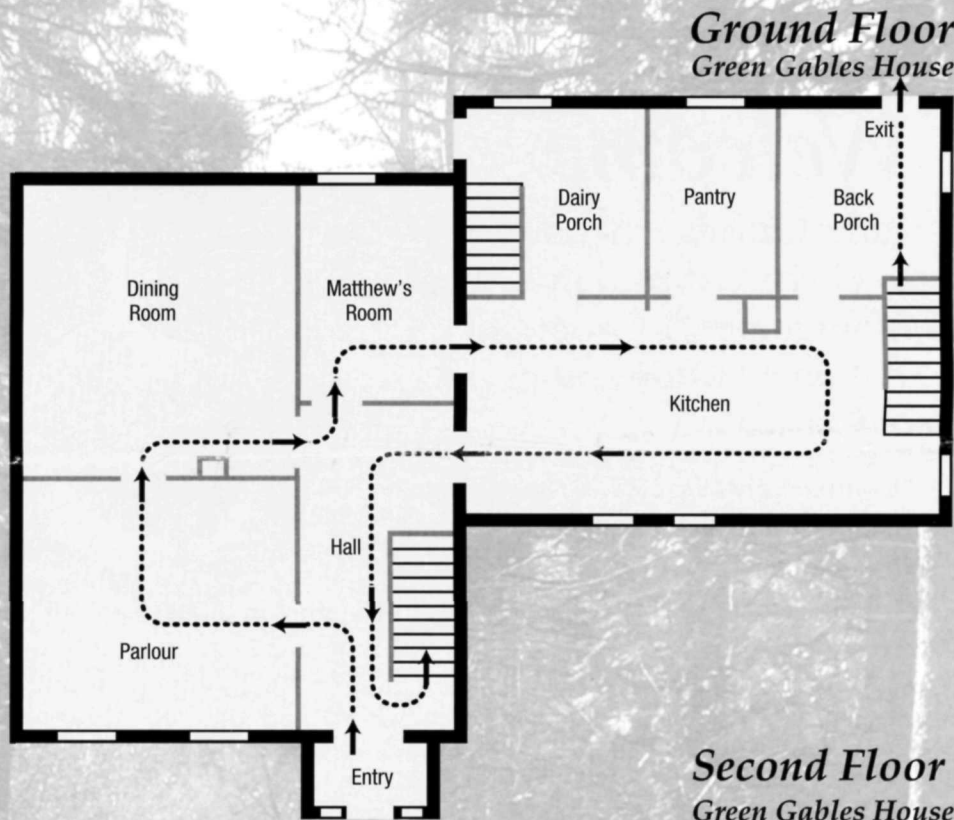 Ground Floor
Green Gables House
Exit
Dairy
Porch
Pantry
Back
Porch
Dining
Room
Matthew's
Room
Kitchen
Hall
Parlour
Entry
Second Floor
Green Gables House